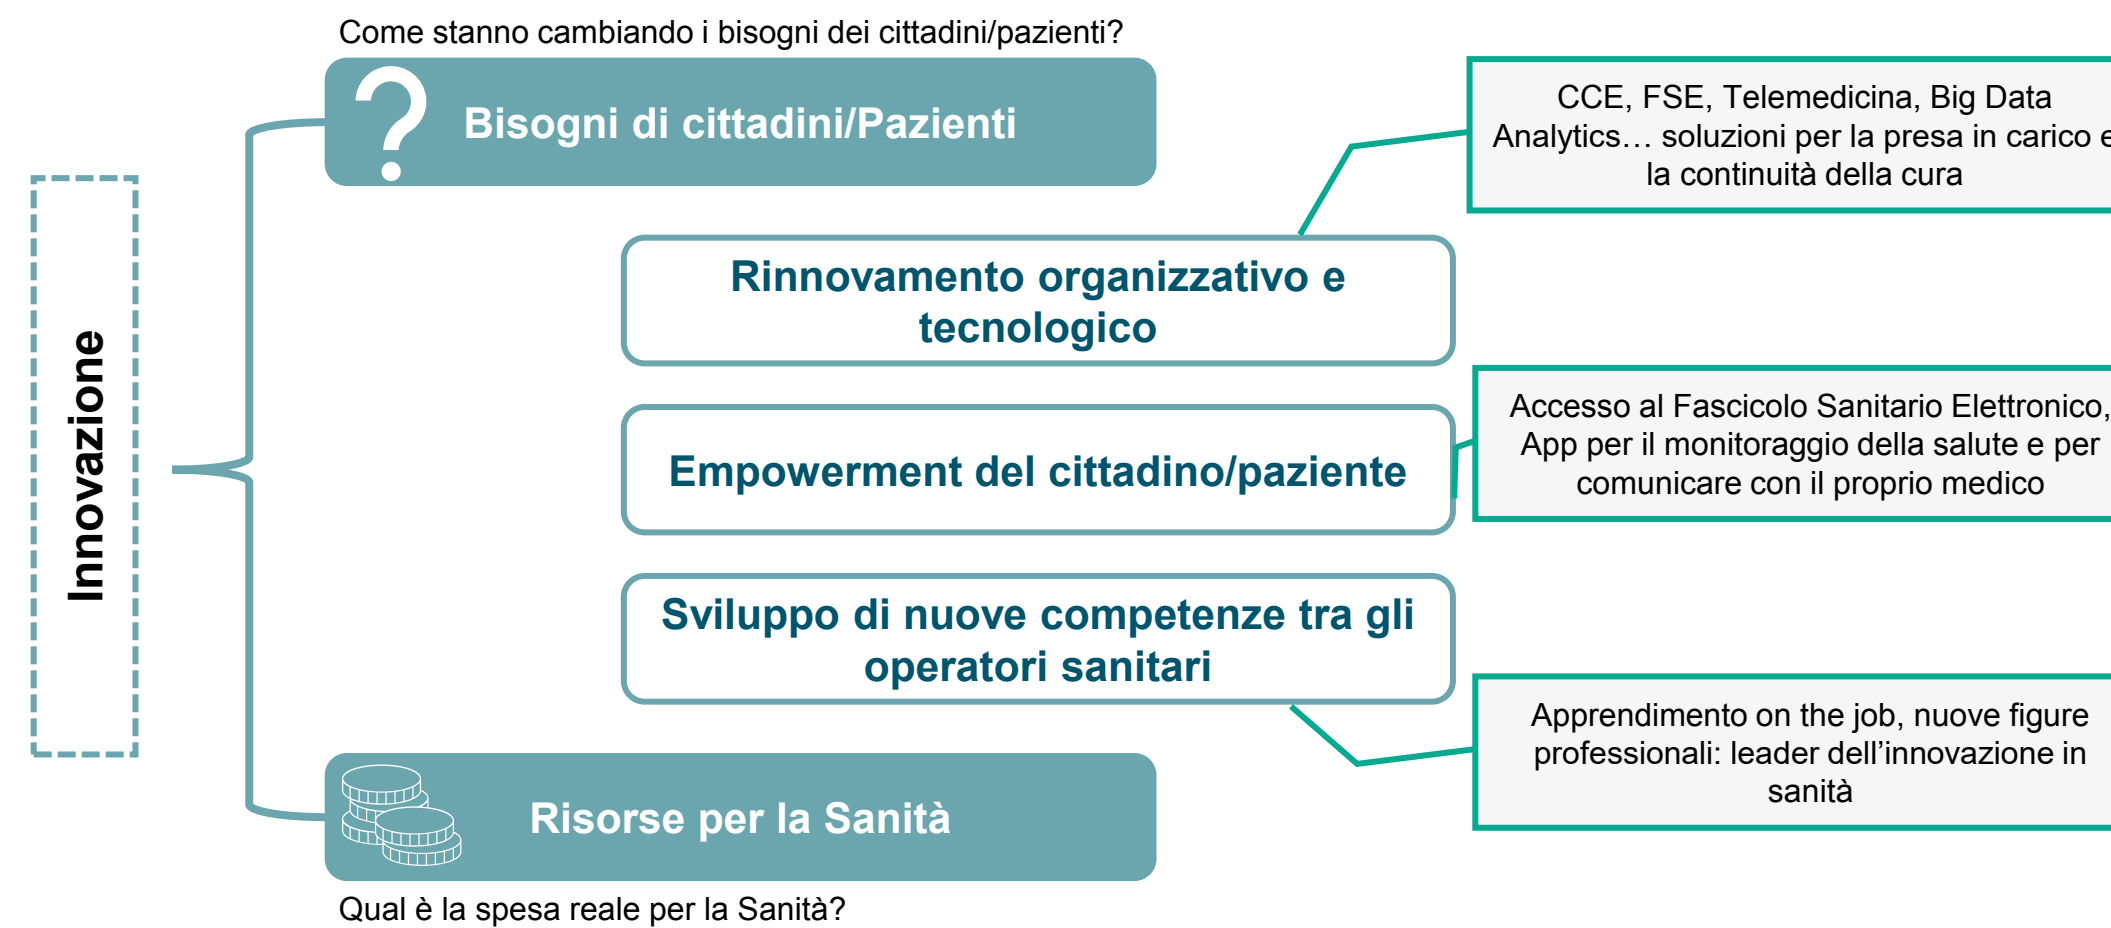 Come stanno cambiando i bisogni dei cittadini/pazienti?
Bisogni di cittadini/Pazienti
CCE, FSE, Telemedicina, Big Data
Analytics… soluzioni per la presa in carico e
la continuità della cura
Rinnovamento organizzativo e
tecnologico
Innovazione
Accesso al Fascicolo Sanitario Elettronico,
App per il monitoraggio della salute e per
comunicare con il proprio medico
Empowerment del cittadino/paziente
Sviluppo di nuove competenze tra gli
operatori sanitari
Apprendimento on the job, nuove figure
professionali: leader dell’innovazione in
sanità
Risorse per la Sanità
Qual è la spesa reale per la Sanità?